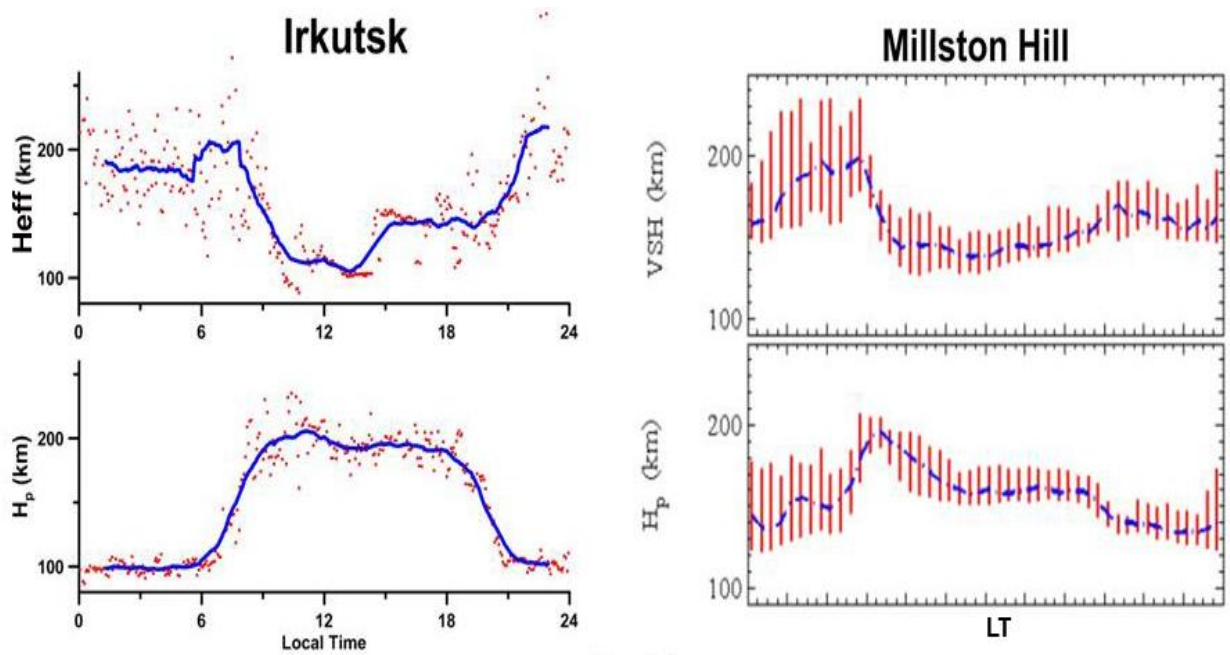 Irkutsk
Heff (km)
200
100
0 6 12 18 24
Hp (km)
200
100
0 6 12 18 24
Local Time
Millston Hill
VSH (km)
200
100
Hp (km)
200
100
LT